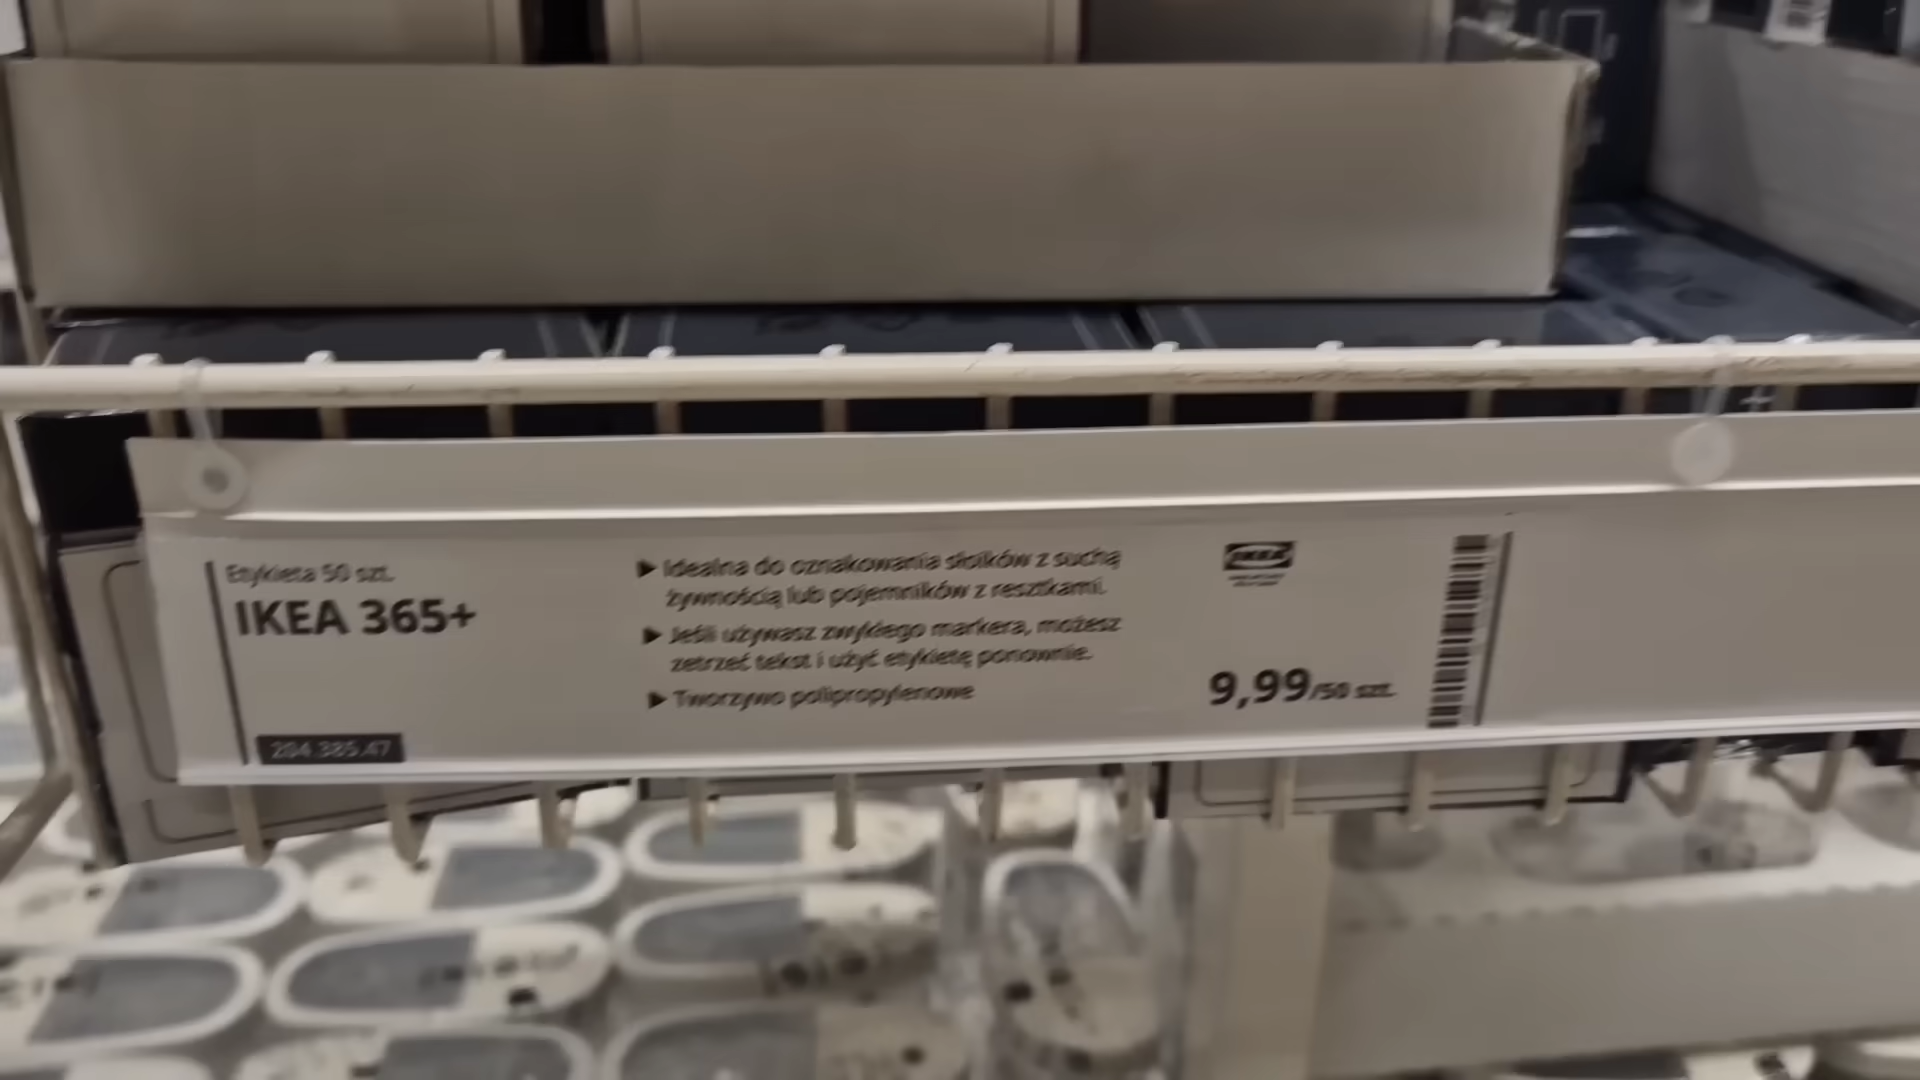 Etykieta 50 szt.
IKEA 365+
204.385.47
▶ Idealna do oznakowania słoików z suchą
żywnością lub pojemników z resztkami.
▶ Jeśli używasz zwykłego markera, możesz
zetrzeć tekst i użyć etykietę ponownie.
▶ Tworzywo polipropylenowe
IKEA
9,99/50 szt.